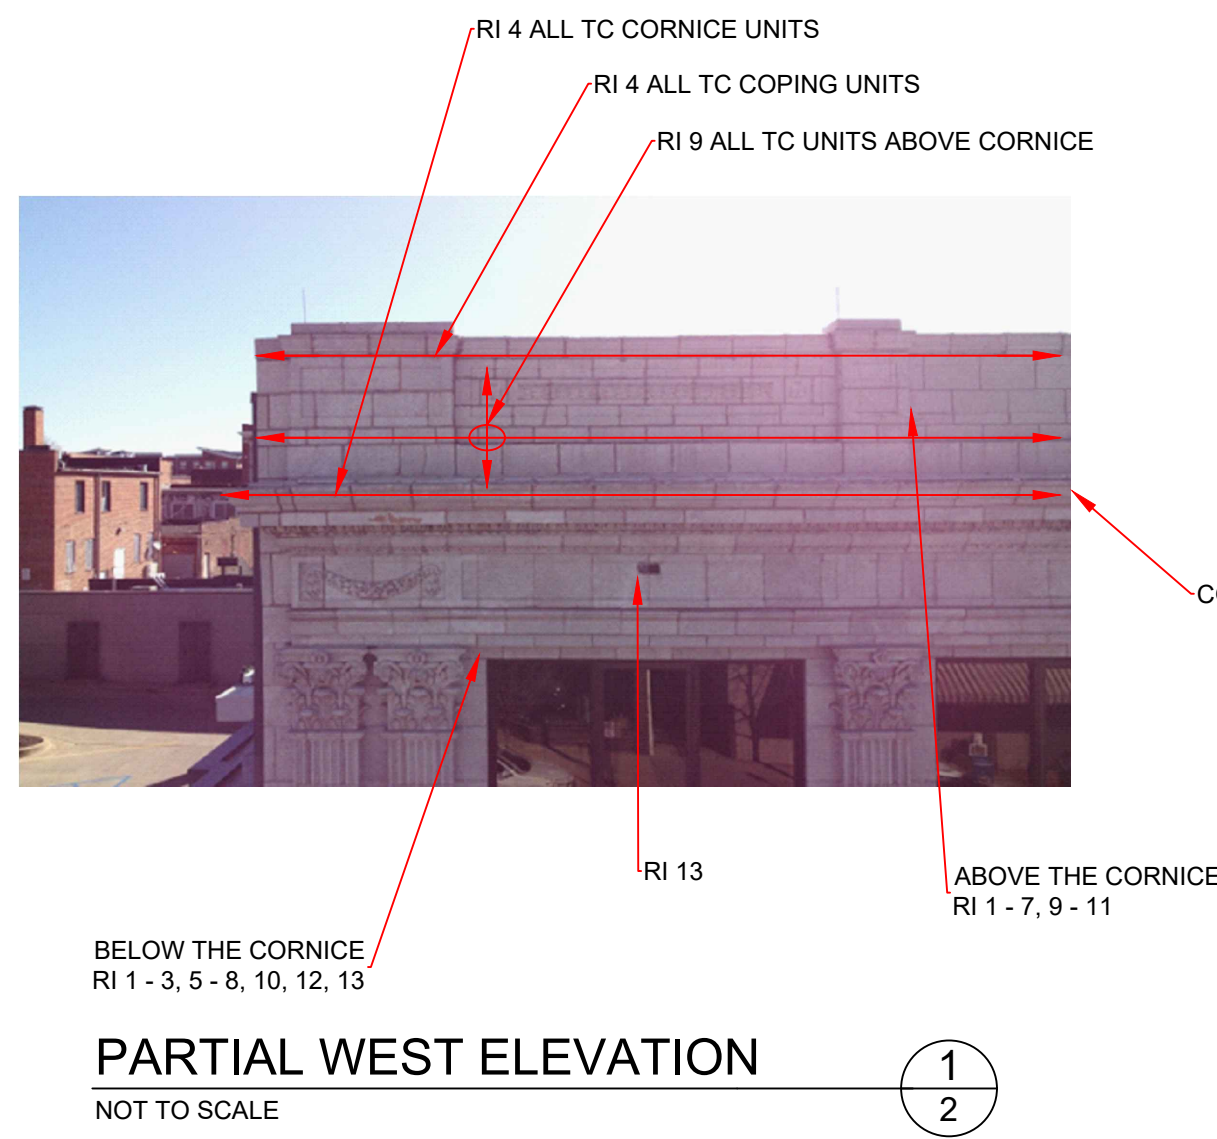 RI 4 ALL TC CORNICE UNITS
RI 4 ALL TC COPING UNITS
RI 9 ALL TC UNITS ABOVE CORNICE
RI 13
ABOVE THE CORNICE
RI 1 - 7, 9 - 11
BELOW THE CORNICE
RI 1 - 3, 5 - 8, 10, 12, 13
PARTIAL WEST ELEVATION
NOT TO SCALE
1
2